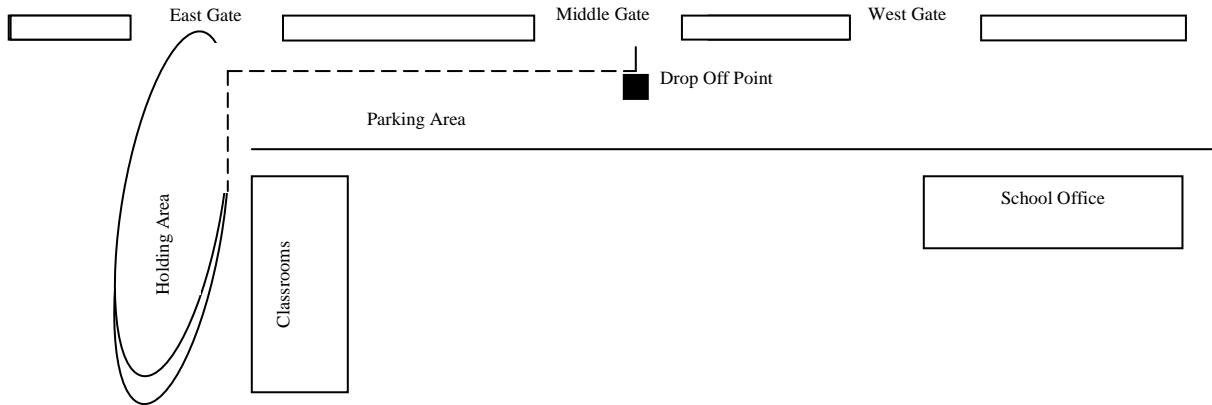 East Gate
Middle Gate
West Gate
Drop Off Point
Parking Area
School Office
Holding Area
Classrooms